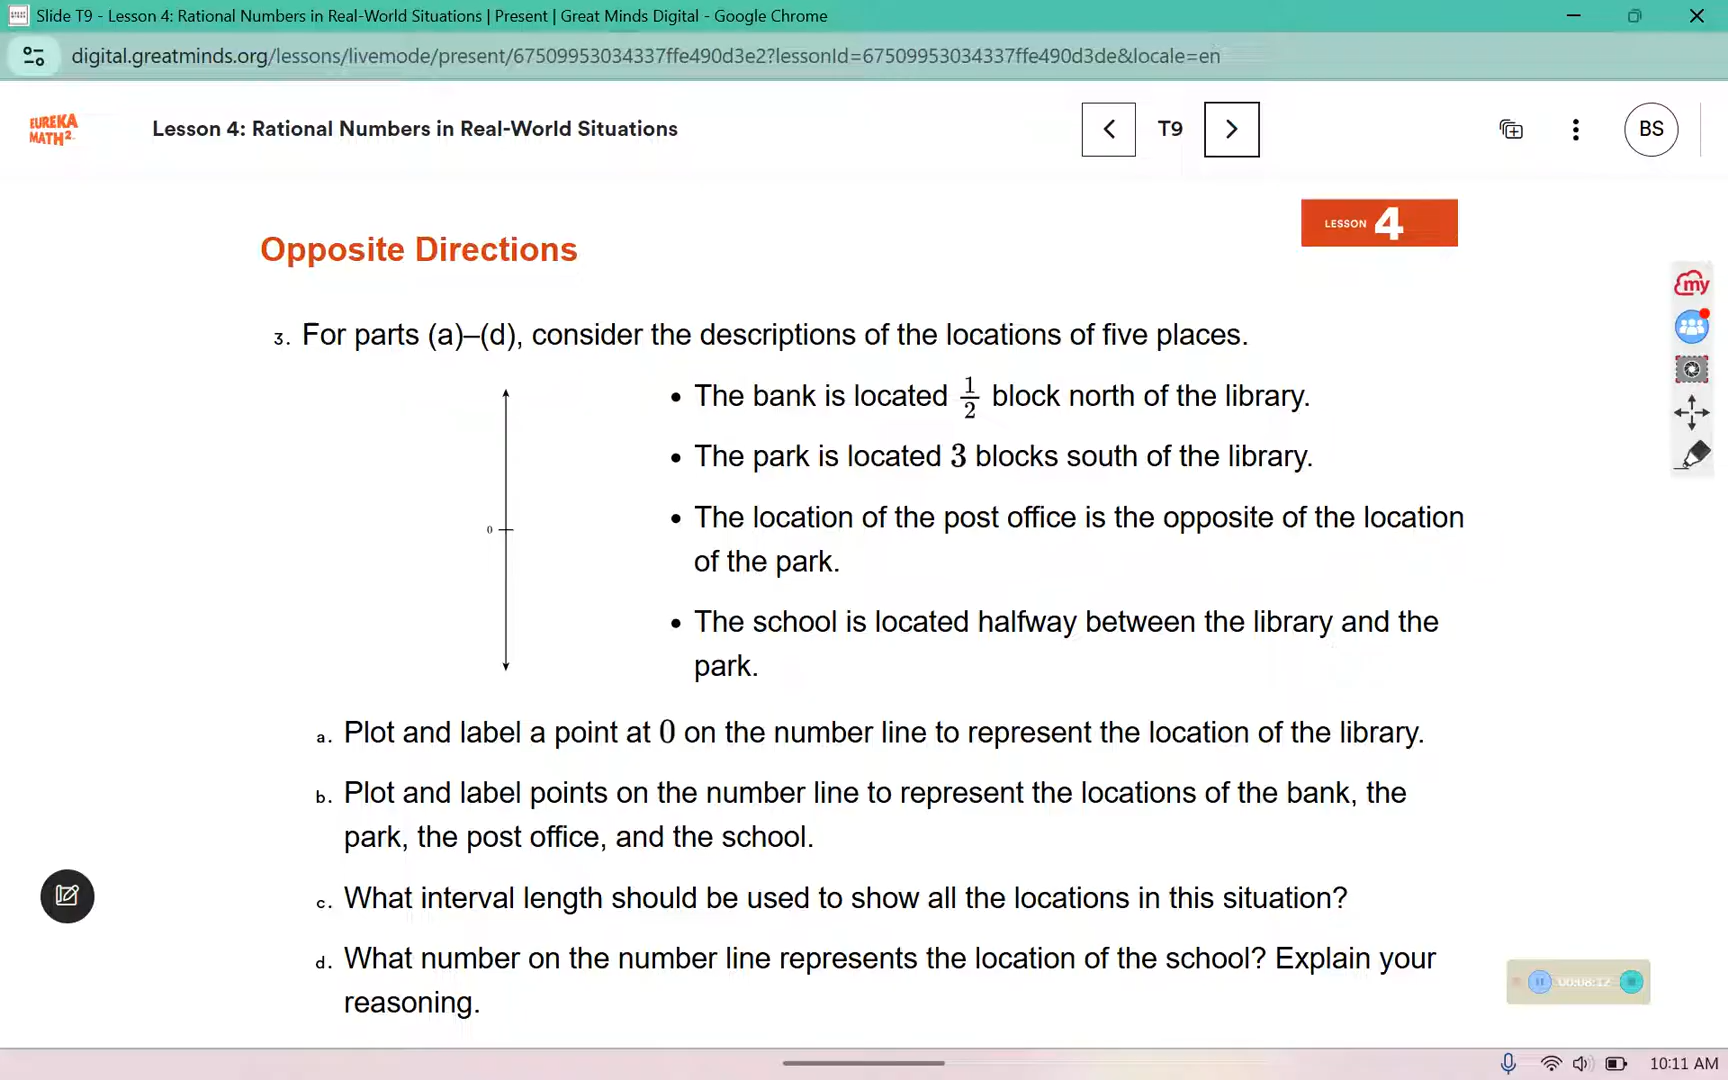 Slide T9 - Lesson 4: Rational Numbers in Real-World Situations | Present | Great Minds Digital - Google Chrome
digital.greatminds.org/lessons/livemode/present/67509953034337ffe490d3e2?lessonId=67509953034337ffe490d3de&locale=en
EUREKA
MATH²
Lesson 4: Rational Numbers in Real-World Situations
T9
BS
LESSON 4
Opposite Directions
my
3. For parts (a)–(d), consider the descriptions of the locations of five places.
• The bank is located 1/2 block north of the library.
• The park is located 3 blocks south of the library.
0
• The location of the post office is the opposite of the location
of the park.
• The school is located halfway between the library and the
park.
a. Plot and label a point at 0 on the number line to represent the location of the library.
b. Plot and label points on the number line to represent the locations of the bank, the
park, the post office, and the school.
c. What interval length should be used to show all the locations in this situation?
d. What number on the number line represents the location of the school? Explain your
reasoning.
00:08:12
10:11 AM